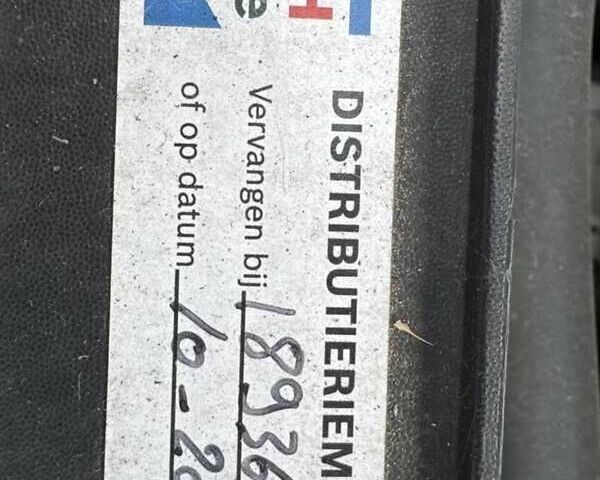 DISTRIBUTIERIEM
Vervangen bij 18936
of op datum 10-20